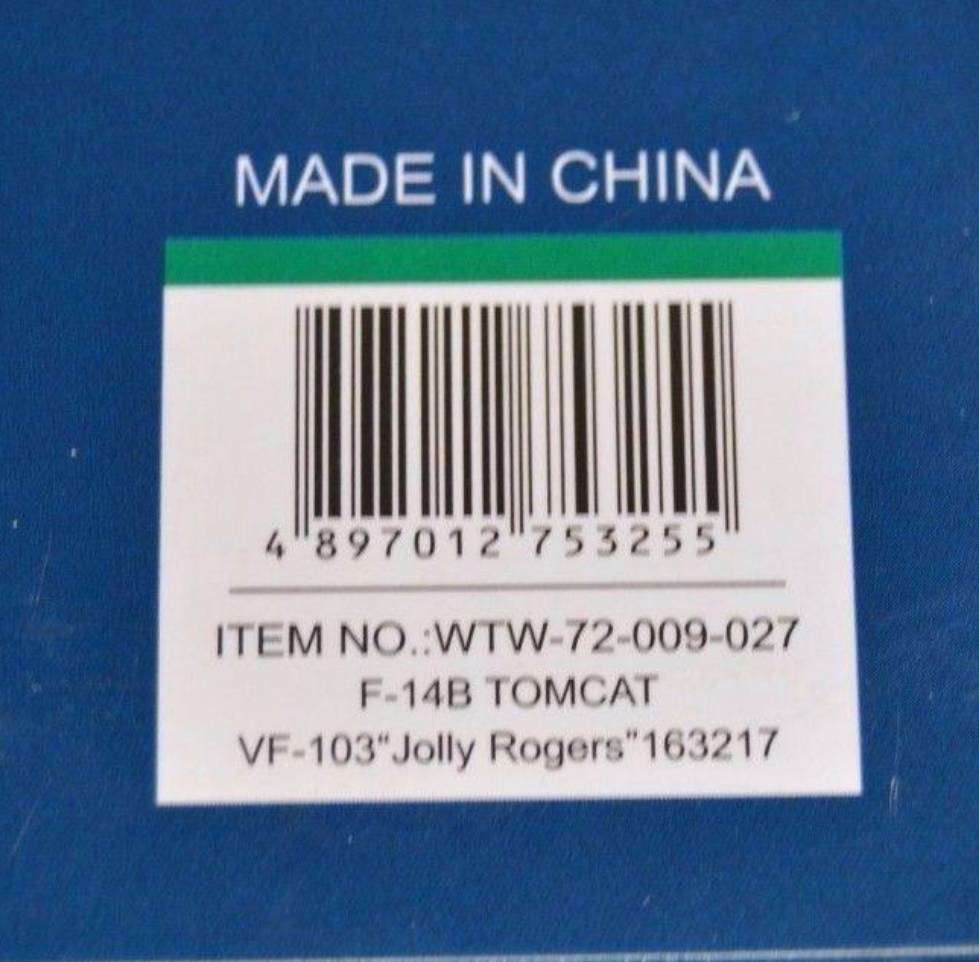 MADE IN CHINA
4 897012 753255
ITEM NO.:WTW-72-009-027
F-14B TOMCAT
VF-103“Jolly Rogers”163217